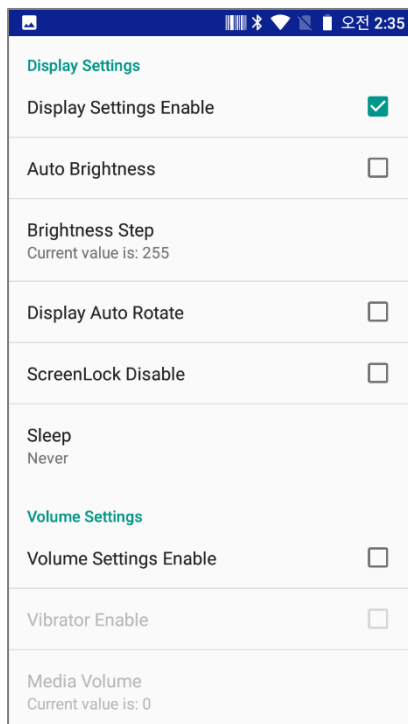 오전 2:35
Display Settings
Display Settings Enable
Auto Brightness
Brightness Step
Current value is: 255
Display Auto Rotate
ScreenLock Disable
Sleep
Never
Volume Settings
Volume Settings Enable
Vibrator Enable
Media Volume
Current value is: 0